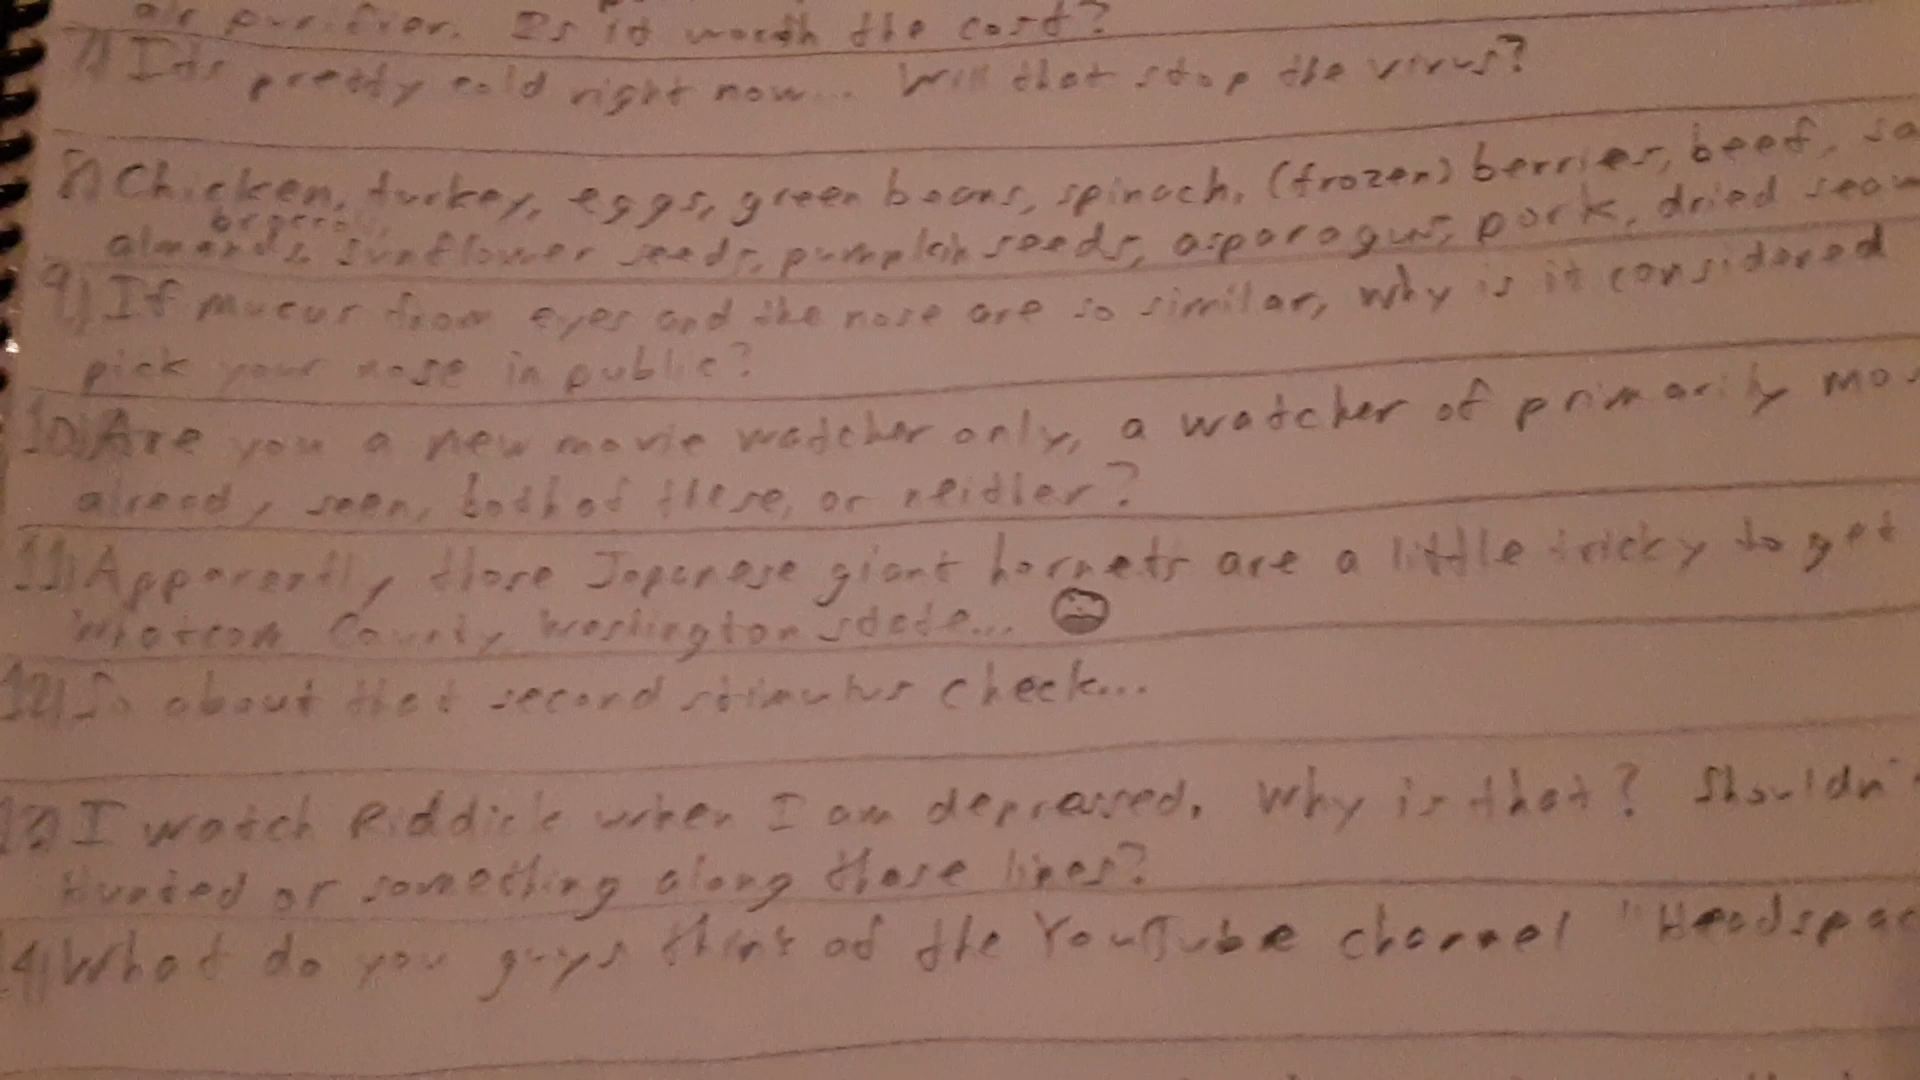 air purifier. Is it worth the cost?
7) It's pretty cold right now... Will that stop the virus?
8) Chicken, turkey, eggs, green beans, spinach, (frozen) berries, beef, sa
almonds, sunflower seeds, pumpkin seeds, asparagus, pork, dried seaw
9) If mucus from eyes and the nose are so similar, why is it considered
pick your nose in public?
10) Are you a new movie watcher only, a watcher of primarily mo
already seen, both of these, or neither?
11) Apparently those Japanese giant hornets are a little tricky to get
Whatcom County Washington state...
12) So about that second stimulus check...
13) I watch Riddick when I am depressed. Why is that? Shouldn't
hunted or something along those lines?
14) What do you guys think of the YouTube channel "Headspac